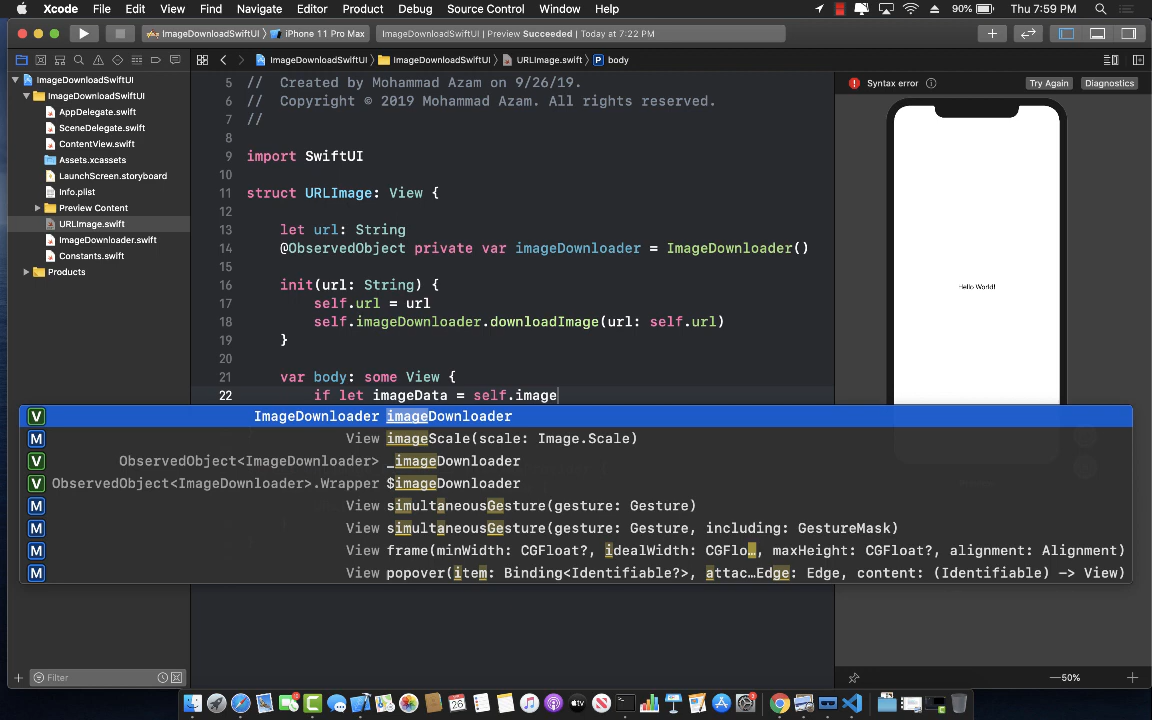 Xcode File Edit View Find Navigate Editor Product Debug Source Control Window Help 90% Thu 7:59 PM
ImageDownloadSwiftUI iPhone 11 Pro Max ImageDownloadSwiftUI | Preview Succeeded | Today at 7:22 PM
ImageDownloadSwiftUI ImageDownloadSwiftUI URLImage.swift P body
ImageDownloadSwiftUI
ImageDownloadSwiftUI
AppDelegate.swift
SceneDelegate.swift
ContentView.swift
Assets.xcassets
LaunchScreen.storyboard
Info.plist
Preview Content
URLImage.swift
ImageDownloader.swift
Constants.swift
Products
Filter
5 // Created by Mohammad Azam on 9/26/19.
6 // Copyright © 2019 Mohammad Azam. All rights reserved.
7 //
8
9 import SwiftUI
10
11 struct URLImage: View {
12
13 let url: String
14 @ObservedObject private var imageDownloader = ImageDownloader()
15
16 init(url: String) {
17 self.url = url
18 self.imageDownloader.downloadImage(url: self.url)
19 }
20
21 var body: some View {
22 if let imageData = self.image
V ImageDownloader imageDownloader
M View imageScale(scale: Image.Scale)
V ObservedObject<ImageDownloader> _imageDownloader
V ObservedObject<ImageDownloader>.Wrapper $imageDownloader
M View simultaneousGesture(gesture: Gesture)
M View simultaneousGesture(gesture: Gesture, including: GestureMask)
M View frame(minWidth: CGFloat?, idealWidth: CGFlo…, maxHeight: CGFloat?, alignment: Alignment)
M View popover(item: Binding<Identifiable?>, attac…Edge: Edge, content: (Identifiable) -> View)
Syntax error Try Again Diagnostics
Hello World!
50%